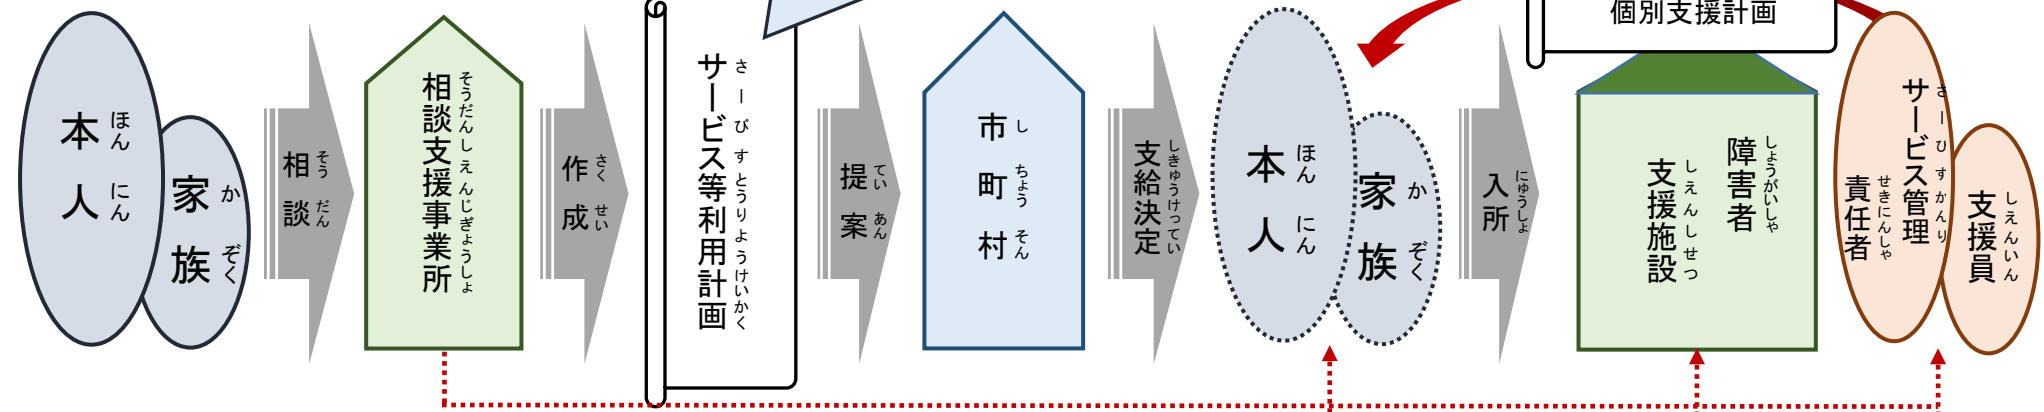 本人
ほんにん
家族
かぞく
相談
そうだん
相談支援事業所
そうだんしえんじぎょうしょ
作成
さくせい
サービス等利用計画
さーびすとうりようけいかく
提案
ていあん
市町村
しちょうそん
支給決定
しきゅうけってい
本人
ほんにん
家族
かぞく
入所
にゅうしょ
個別支援計画
障害者
しょうがいしゃ
支援施設
しえんしせつ
サービス管理
さーびすかんり
責任者
せきにんしゃ
支援員
しえんいん